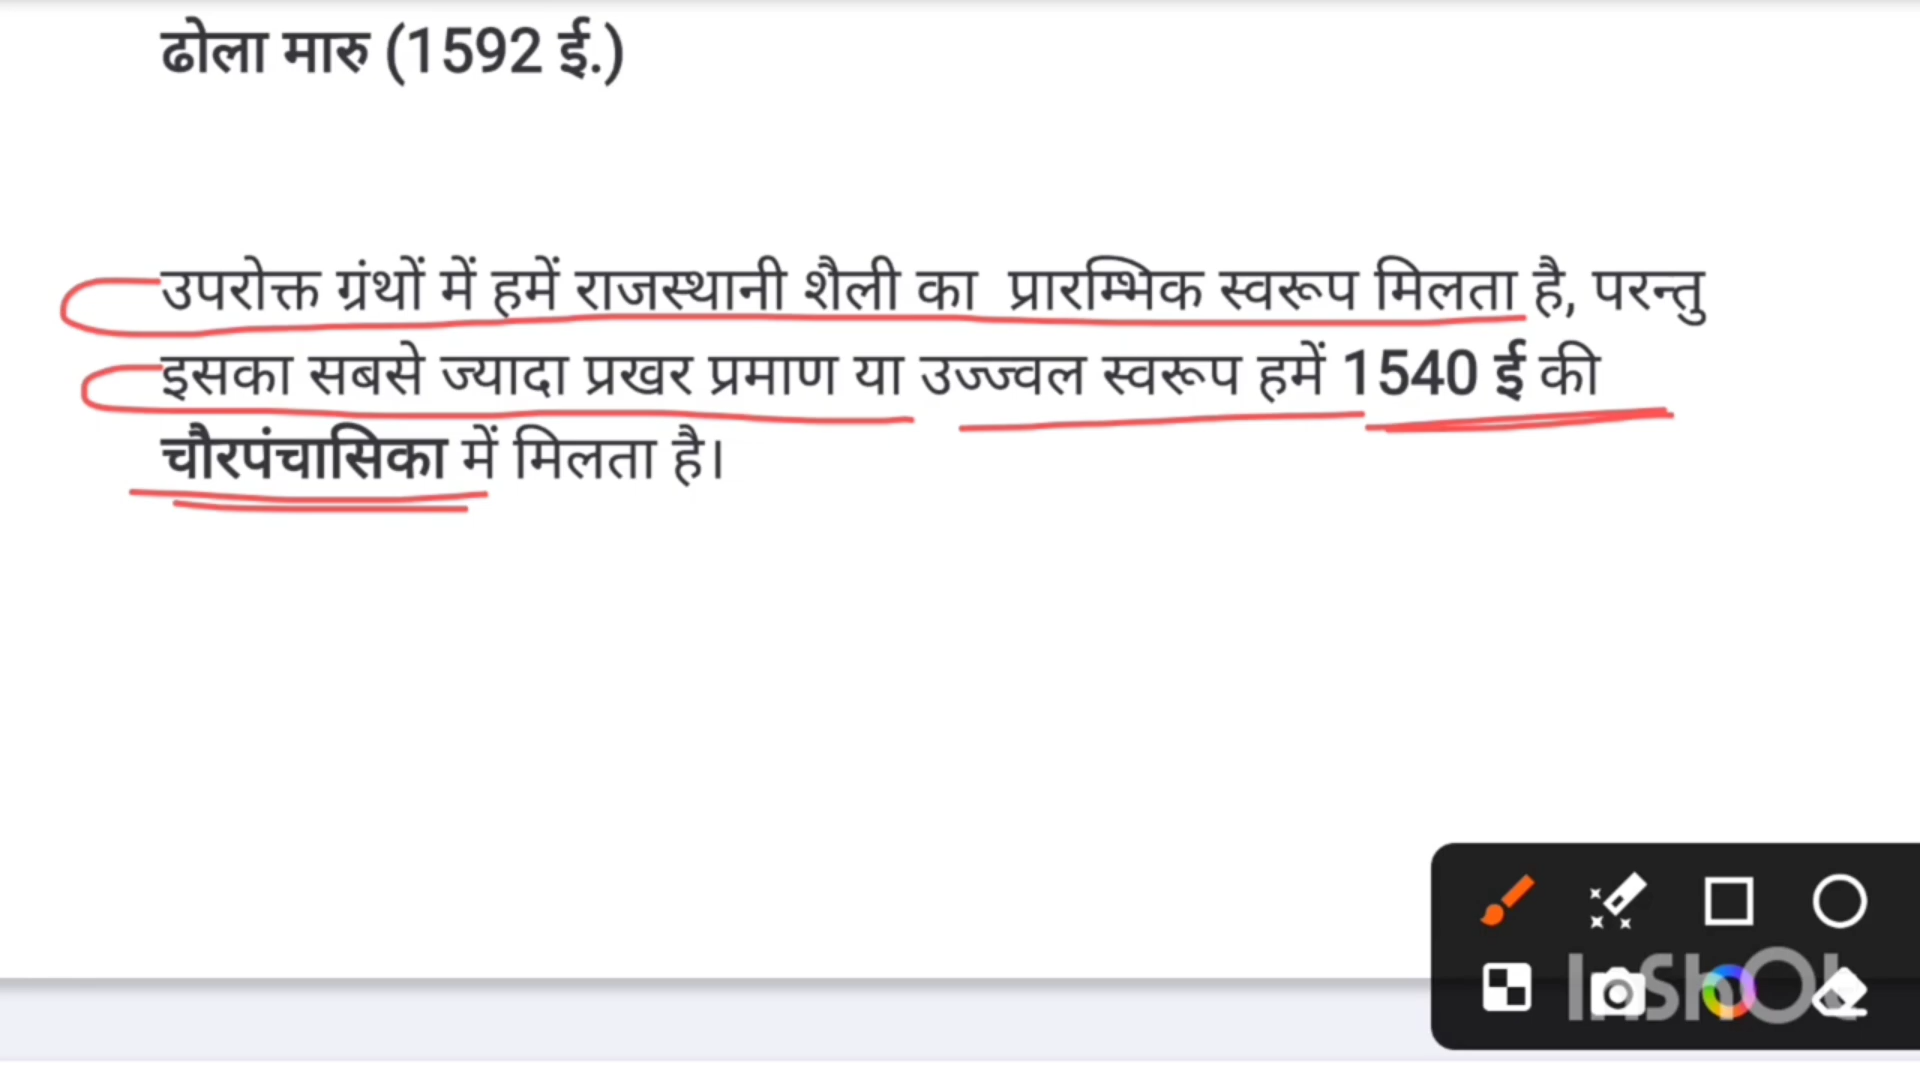 ढोला मारु (1592 ई.)
उपरोक्त ग्रंथों में हमें राजस्थानी शैली का प्रारम्भिक स्वरूप मिलता है, परन्तु
इसका सबसे ज्यादा प्रखर प्रमाण या उज्ज्वल स्वरूप हमें 1540 ई की
चौरपंचासिका में मिलता है।
InShOt